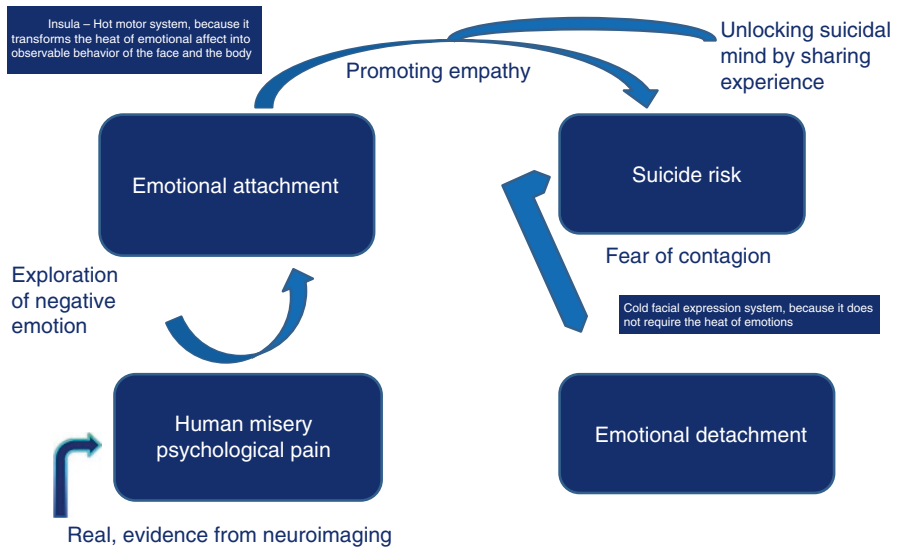 Insula – Hot motor system, because it
transforms the heat of emotional affect into
observable behavior of the face and the body
Promoting empathy
Unlocking suicidal
mind by sharing
experience
Emotional attachment
Suicide risk
Exploration
of negative
emotion
Fear of contagion
Cold facial expression system, because it does
not require the heat of emotions
Human misery
psychological pain
Emotional detachment
Real, evidence from neuroimaging